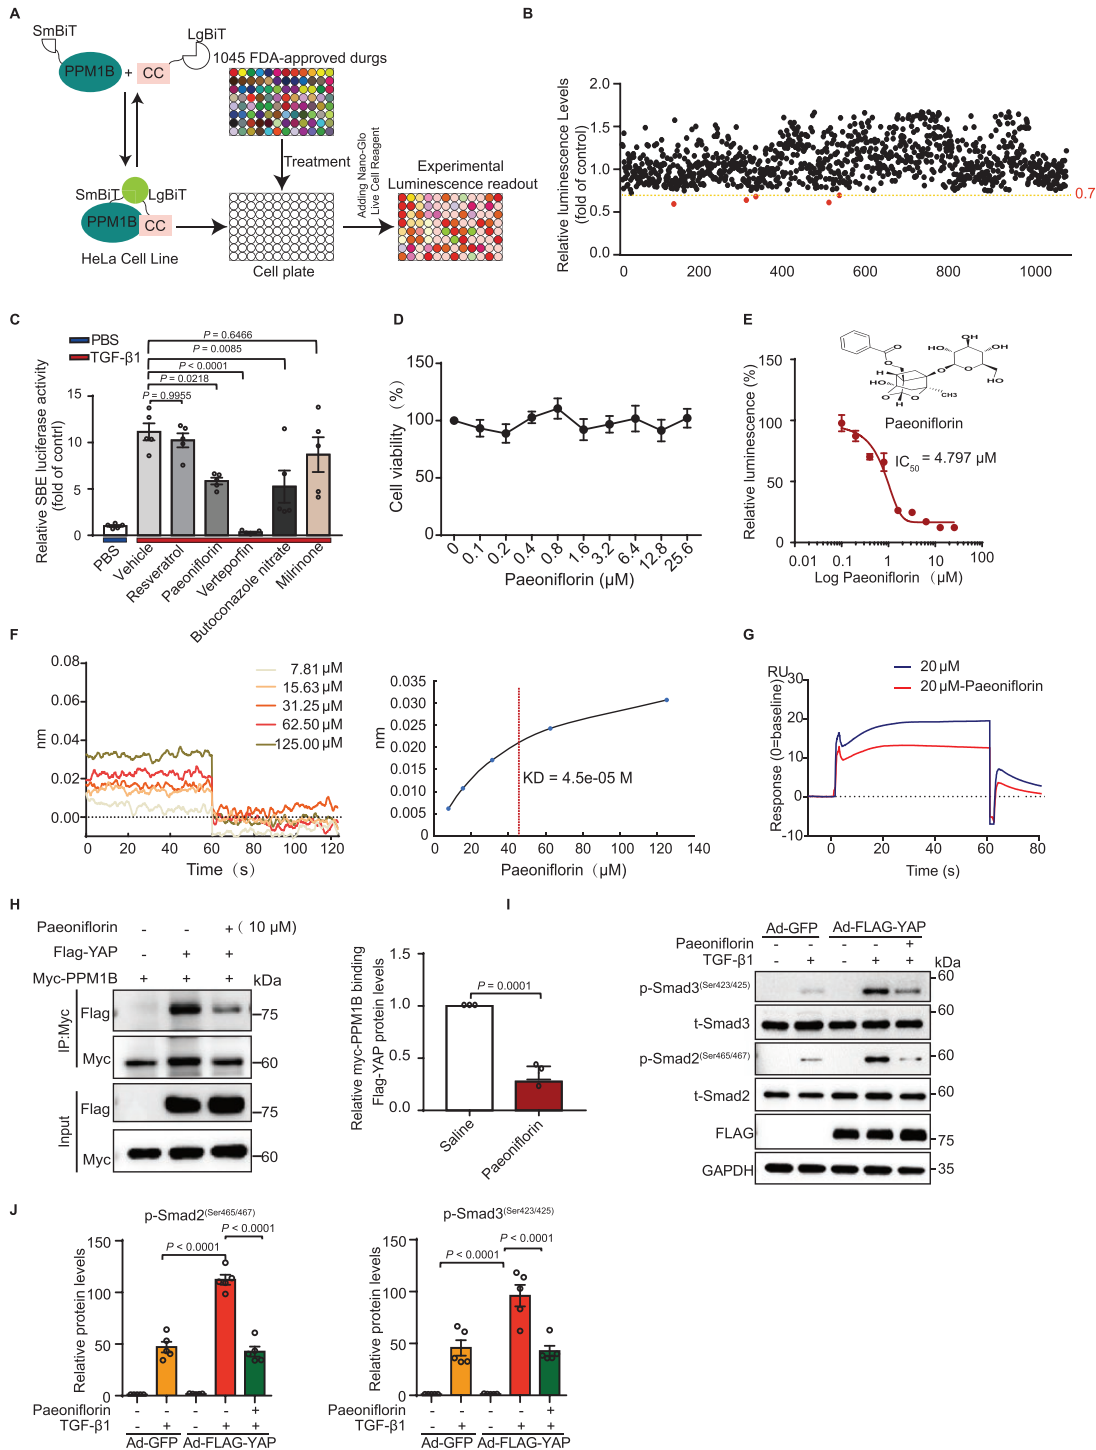 A
SmBiT
LgBiT
PPM1B + CC
1045 FDA-approved durgs
Treatment
Adding Nano-Glo
Live Cell Reagent
Experimental
Luminescence readout
SmBiT
LgBiT
PPM1B
CC
HeLa Cell Line
Cell plate
B
Relative luminescence Levels
(fold of control)
2.0
1.5
1.0
0.5
0.0
0.7
0 200 400 600 800 1000
C
PBS
TGF-β1
P = 0.6466
P = 0.0085
P < 0.0001
P = 0.0218
P = 0.9955
Relative SBE luciferase activity
(fold of contrl)
15
10
5
0
PBS
Vehicle
Resveratrol
Paeoniflorin
Verteporfin
Butoconazole nitrate
Milrinone
D
Cell viability (%)
150
100
50
0
0 0.1 0.2 0.4 0.8 1.6 3.2 6.4 12.8 25.6
Paeoniflorin (μM)
E
Relative luminescence (%)
150
100
50
0
0.01 0.1 1 10 100
Log Paeoniflorin (μM)
O
O
O
H
HO
O
O
H
CH3
O
HO
OH
OH
OH
HO
Paeoniflorin
IC50 = 4.797 μM
F
nm
0.08
0.06
0.04
0.02
0.00
7.81 μM
15.63 μM
31.25 μM
62.50 μM
125.00 μM
0 20 40 60 80 100 120
Time (s)
nm
0.035
0.030
0.025
0.020
0.015
0.010
0.005
0
KD = 4.5e-05 M
0 20 40 60 80 100 120 140
Paeoniflorin (μM)
G
RU
Response (0=baseline)
30
20
10
0
-10
20 μM
20 μM-Paeoniflorin
0 20 40 60 80
Time (s)
H
Paeoniflorin - - + ( 10 μM)
Flag-YAP - + +
Myc-PPM1B + + + kDa
IP:Myc
Flag 75
Myc 60
Input
Flag 75
Myc 60
Relative myc-PPM1B binding
Flag-YAP protein levels
P = 0.0001
1.0
0.5
0.0
Saline
Paeoniflorin
I
Ad-GFP Ad-FLAG-YAP
Paeoniflorin - - - +
TGF-β1 - + - + + kDa
p-Smad3(Ser423/425) 60
t-Smad3 60
p-Smad2(Ser465/467) 60
t-Smad2 60
FLAG 75
GAPDH 35
J
p-Smad2(Ser465/467)
P < 0.0001
P < 0.0001
Relative protein levels
150
100
50
0
Paeoniflorin - - - - +
TGF-β1 - + - + +
Ad-GFP Ad-FLAG-YAP
p-Smad3(Ser423/425)
P < 0.0001
P < 0.0001
Relative protein levels
150
100
50
0
Paeoniflorin - - - - +
TGF-β1 - + - + +
Ad-GFP Ad-FLAG-YAP